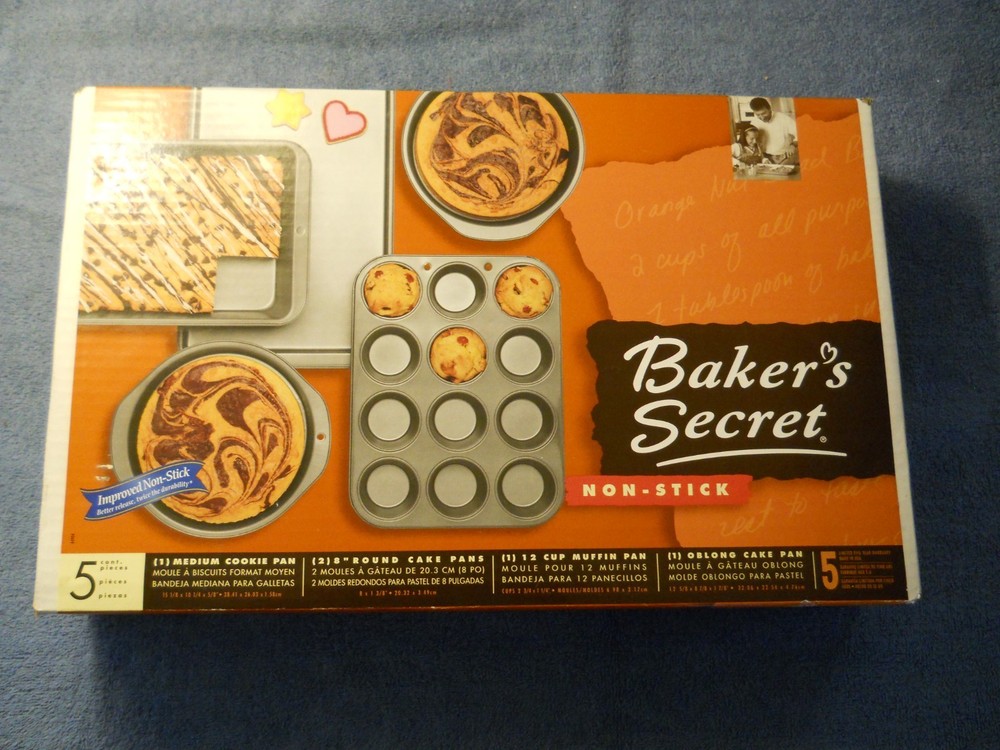 Orange Nut
2 cups of all purpo
1 tablespoon of bak
Baker's
Secret®
NON-STICK
rest
Improved Non-Stick
Better release, twice the durability*
5 cont. pieces
pièces
piezas
(1) MEDIUM COOKIE PAN
MOULE À BISCUITS FORMAT MOYEN
BANDEJA MEDIANA PARA GALLETAS
(2) 8" ROUND CAKE PANS
2 MOULES À GÂTEAU DE 20.3 CM (8 PO)
2 MOLDES REDONDOS PARA PASTEL DE 8 PULGADAS
(1) 12 CUP MUFFIN PAN
MOULE POUR 12 MUFFINS
BANDEJA PARA 12 PANECILLOS
(1) OBLONG CAKE PAN
MOULE À GÂTEAU OBLONG
MOLDE OBLONGO PARA PASTEL
5